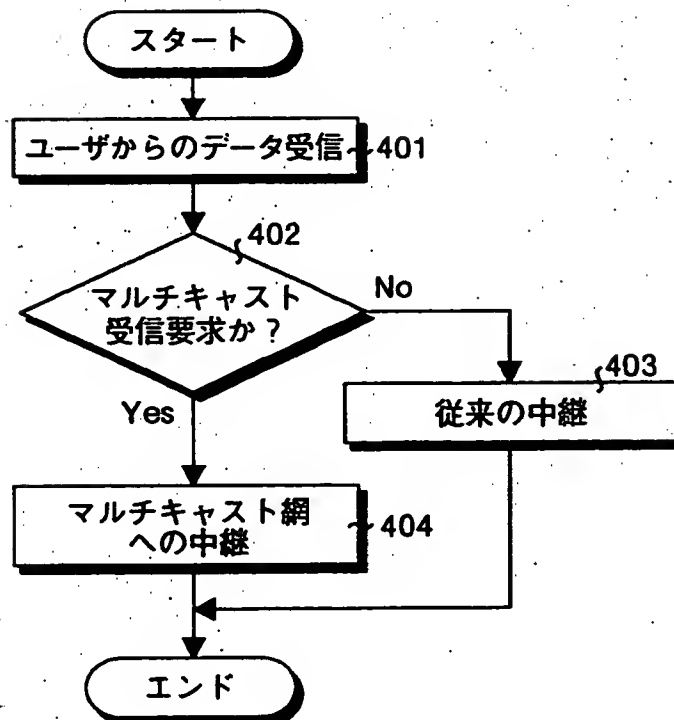 スタート
ユーザからのデータ受信
401
402
マルチキャスト
受信要求か?
No
Yes
403
従来の中継
マルチキャスト網
への中継
404
エンド